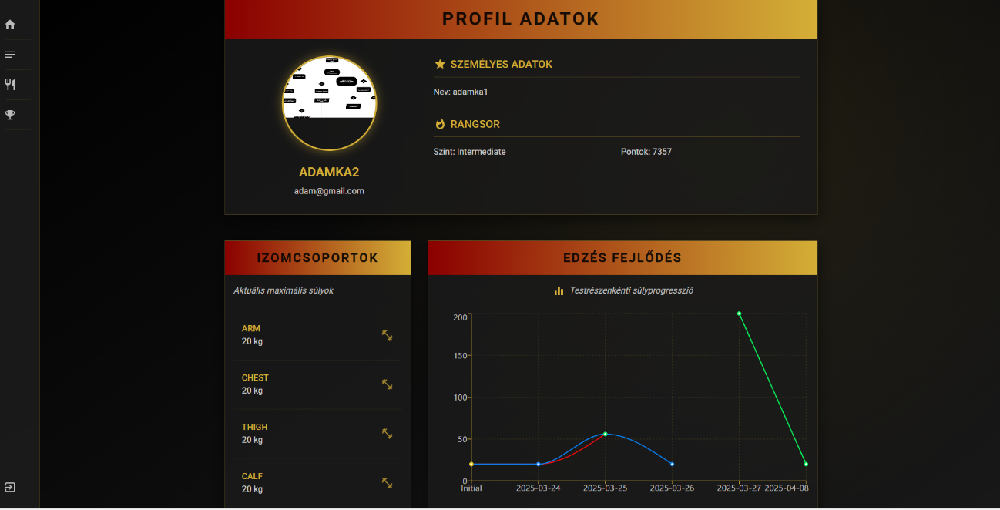 PROFIL ADATOK
SZEMÉLYES ADATOK
Név: adamka1
RANGSOR
Szint: Intermediate
Pontok: 7357
ADAMKA2
adam@gmail.com
IZOMCSOPORTOK
Aktuális maximális súlyok
ARM
20 kg
CHEST
20 kg
THIGH
20 kg
CALF
20 kg
EDZÉS FEJLŐDÉS
Testrészenkénti súlyprogresszió
200
150
100
50
0
Initial
2025-03-24
2025-03-25
2025-03-26
2025-03-27
2025-04-08